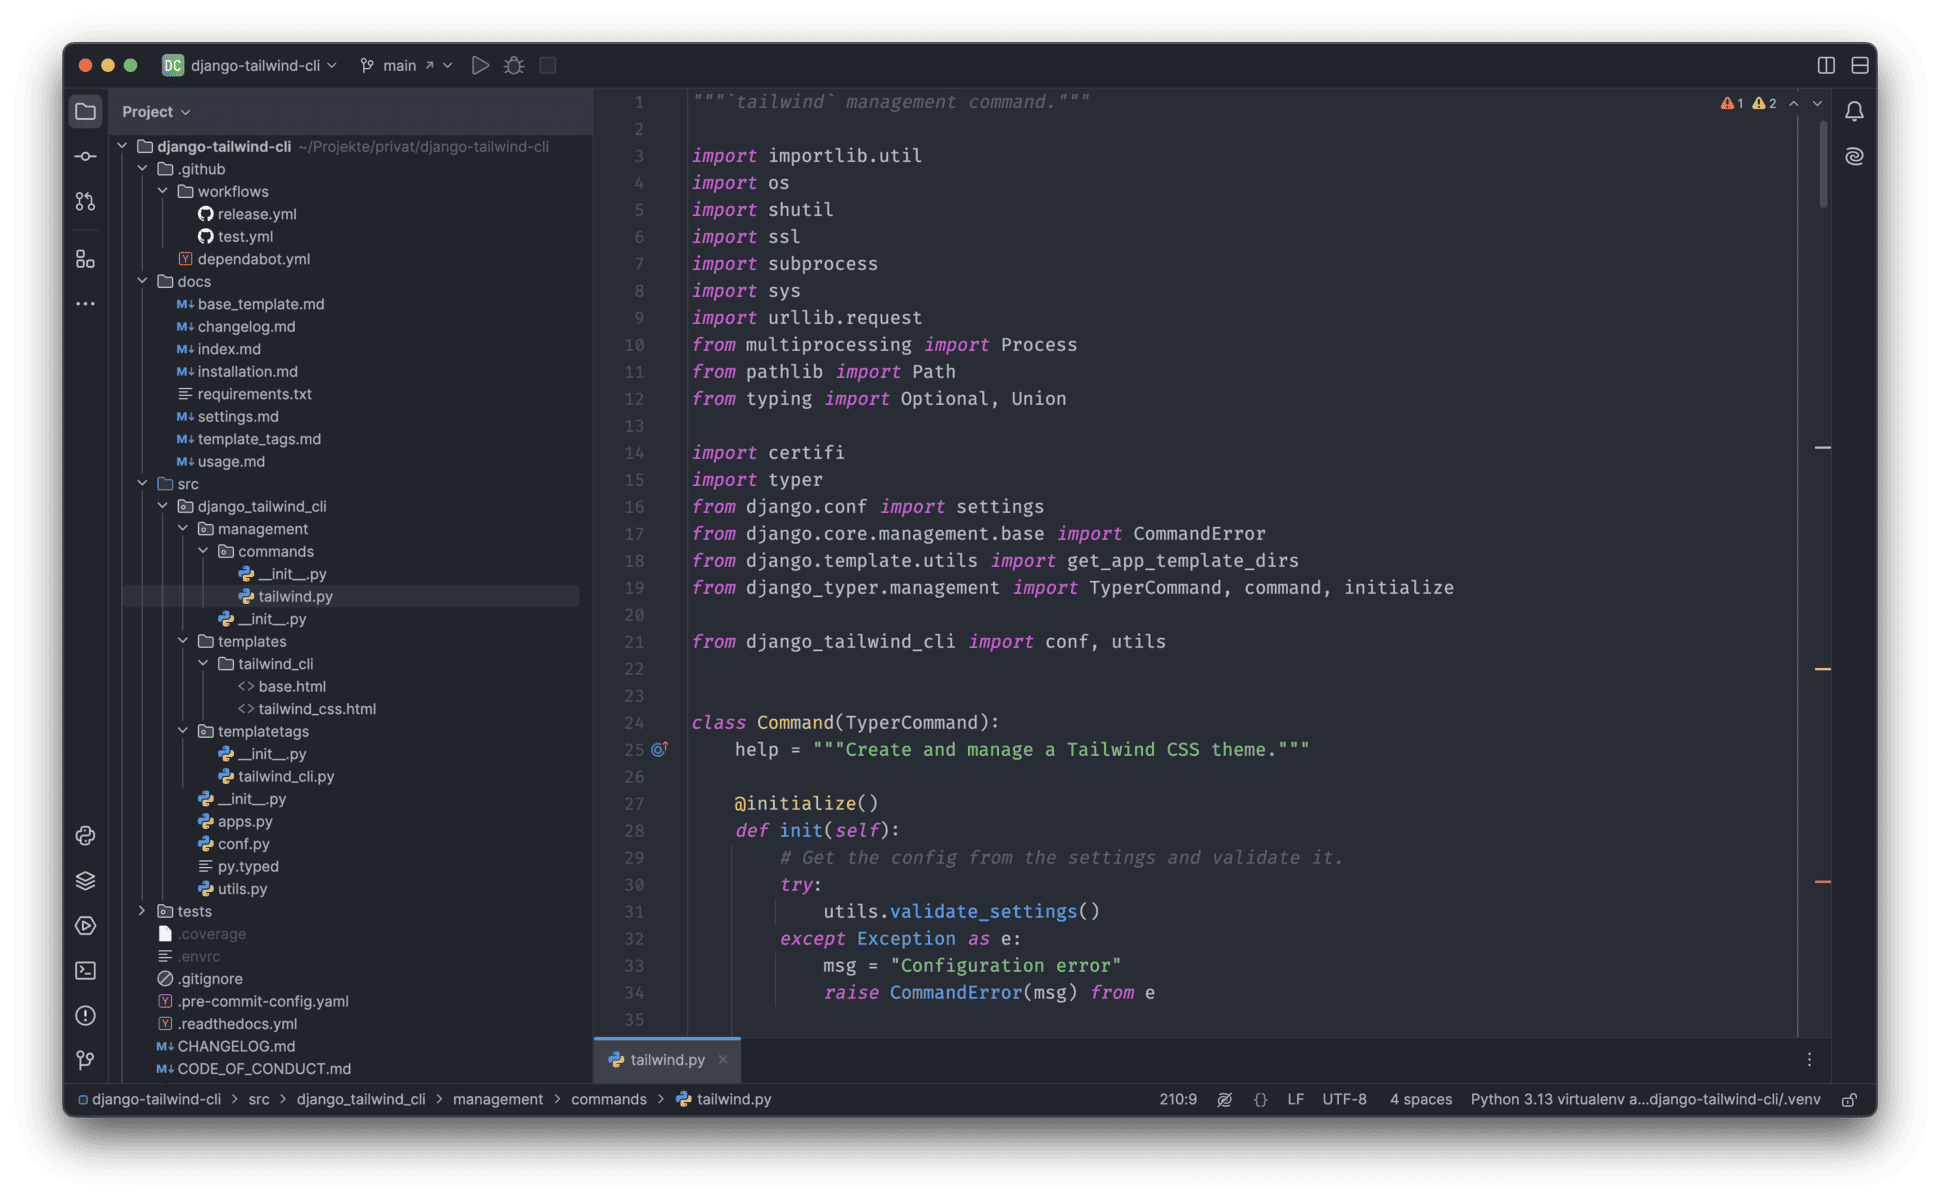 DC django-tailwind-cli main
Project
django-tailwind-cli ~/Projekte/privat/django-tailwind-cli
.github
workflows
release.yml
test.yml
Y dependabot.yml
docs
M↓ base_template.md
M↓ changelog.md
M↓ index.md
M↓ installation.md
requirements.txt
M↓ settings.md
M↓ template_tags.md
M↓ usage.md
src
django_tailwind_cli
management
commands
__init__.py
tailwind.py
__init__.py
templates
tailwind_cli
<> base.html
<> tailwind_css.html
templatetags
__init__.py
tailwind_cli.py
__init__.py
apps.py
conf.py
py.typed
utils.py
tests
.coverage
.envrc
.gitignore
Y .pre-commit-config.yaml
Y .readthedocs.yml
M↓ CHANGELOG.md
M↓ CODE_OF_CONDUCT.md
1 """`tailwind` management command."""
1 2
2
3 import importlib.util
4 import os
5 import shutil
6 import ssl
7 import subprocess
8 import sys
9 import urllib.request
10 from multiprocessing import Process
11 from pathlib import Path
12 from typing import Optional, Union
13
14 import certifi
15 import typer
16 from django.conf import settings
17 from django.core.management.base import CommandError
18 from django.template.utils import get_app_template_dirs
19 from django_typer.management import TyperCommand, command, initialize
20
21 from django_tailwind_cli import conf, utils
22
23
24 class Command(TyperCommand):
25 help = """Create and manage a Tailwind CSS theme."""
26
27 @initialize()
28 def init(self):
29 # Get the config from the settings and validate it.
30 try:
31 utils.validate_settings()
32 except Exception as e:
33 msg = "Configuration error"
34 raise CommandError(msg) from e
35
tailwind.py ×
django-tailwind-cli > src > django_tailwind_cli > management > commands > tailwind.py
210:9 {} LF UTF-8 4 spaces Python 3.13 virtualenv a...django-tailwind-cli/.venv